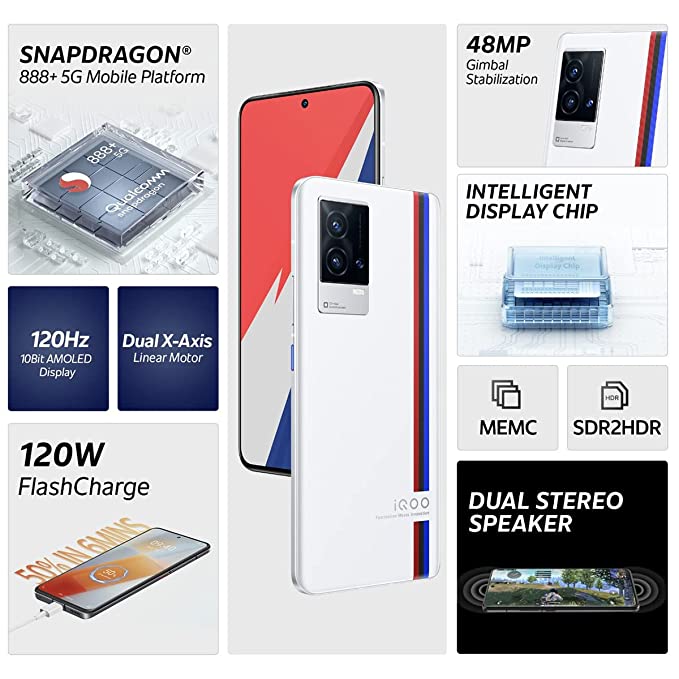 SNAPDRAGON®
888+ 5G Mobile Platform
888+
5G
Qualcomm
snapdragon
120Hz
10Bit AMOLED
Display
Dual X-Axis
Linear Motor
120W
FlashCharge
50% IN 6MINS
iQOO
48MP
Gimbal
Stabilization
INTELLIGENT
DISPLAY CHIP
Intelligent
Display Chip
MEMC
HDR
SDR2HDR
DUAL STEREO
SPEAKER